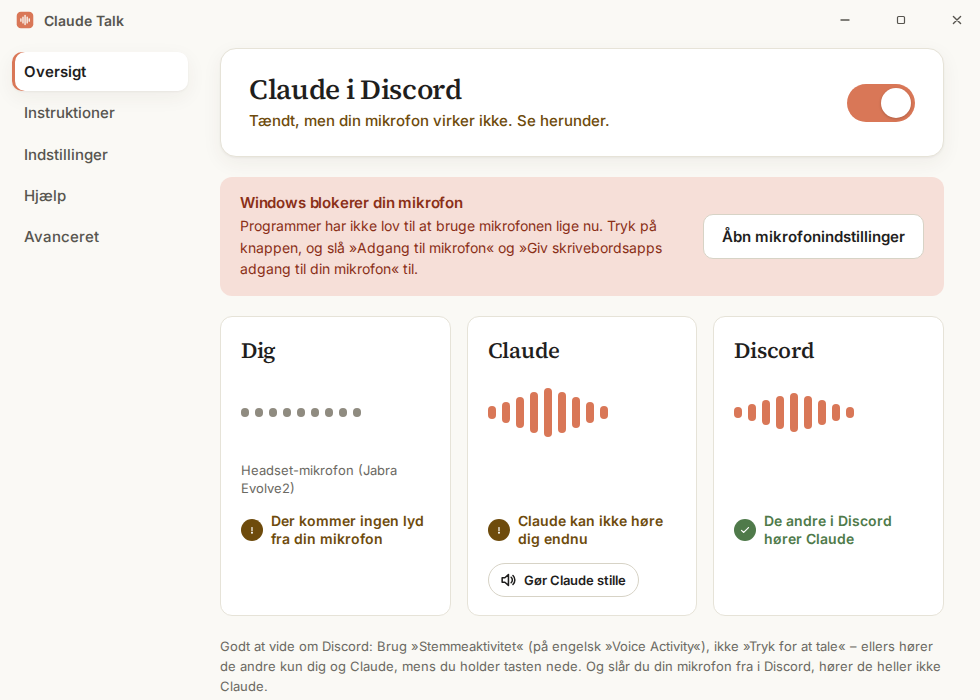 Claude Talk
Oversigt
Instruktioner
Indstillinger
Hjælp
Avanceret
Claude i Discord
Tændt, men din mikrofon virker ikke. Se herunder.
Windows blokerer din mikrofon
Programmer har ikke lov til at bruge mikrofonen lige nu. Tryk på
knappen, og slå »Adgang til mikrofon« og »Giv skrivebordsapps
adgang til din mikrofon« til.
Åbn mikrofonindstillinger
Dig
Headset-mikrofon (Jabra
Evolve2)
Der kommer ingen lyd
fra din mikrofon
Claude
Claude kan ikke høre
dig endnu
Gør Claude stille
Discord
De andre i Discord
hører Claude
Godt at vide om Discord: Brug »Stemmeaktivitet« (på engelsk »Voice Activity«), ikke »Tryk for at tale« – ellers hører
de andre kun dig og Claude, mens du holder tasten nede. Og slår du din mikrofon fra i Discord, hører de heller ikke
Claude.